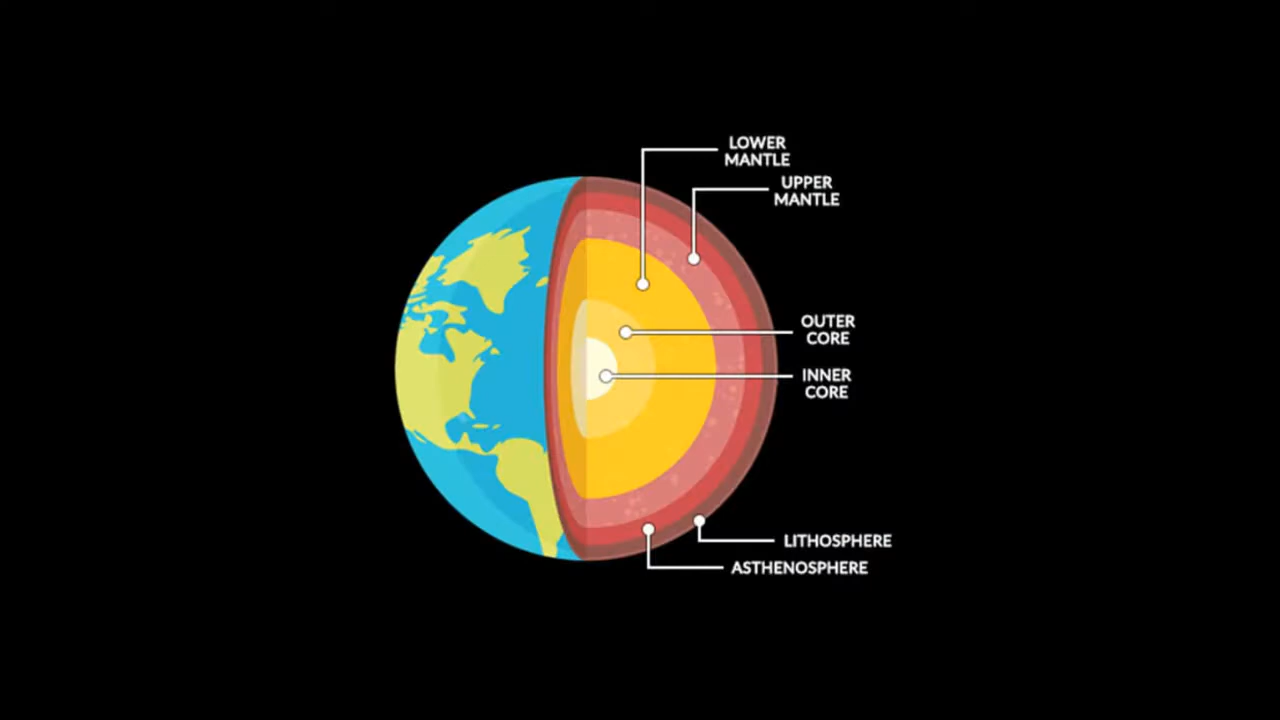 LOWER
MANTLE
UPPER
MANTLE
OUTER
CORE
INNER
CORE
LITHOSPHERE
ASTHENOSPHERE